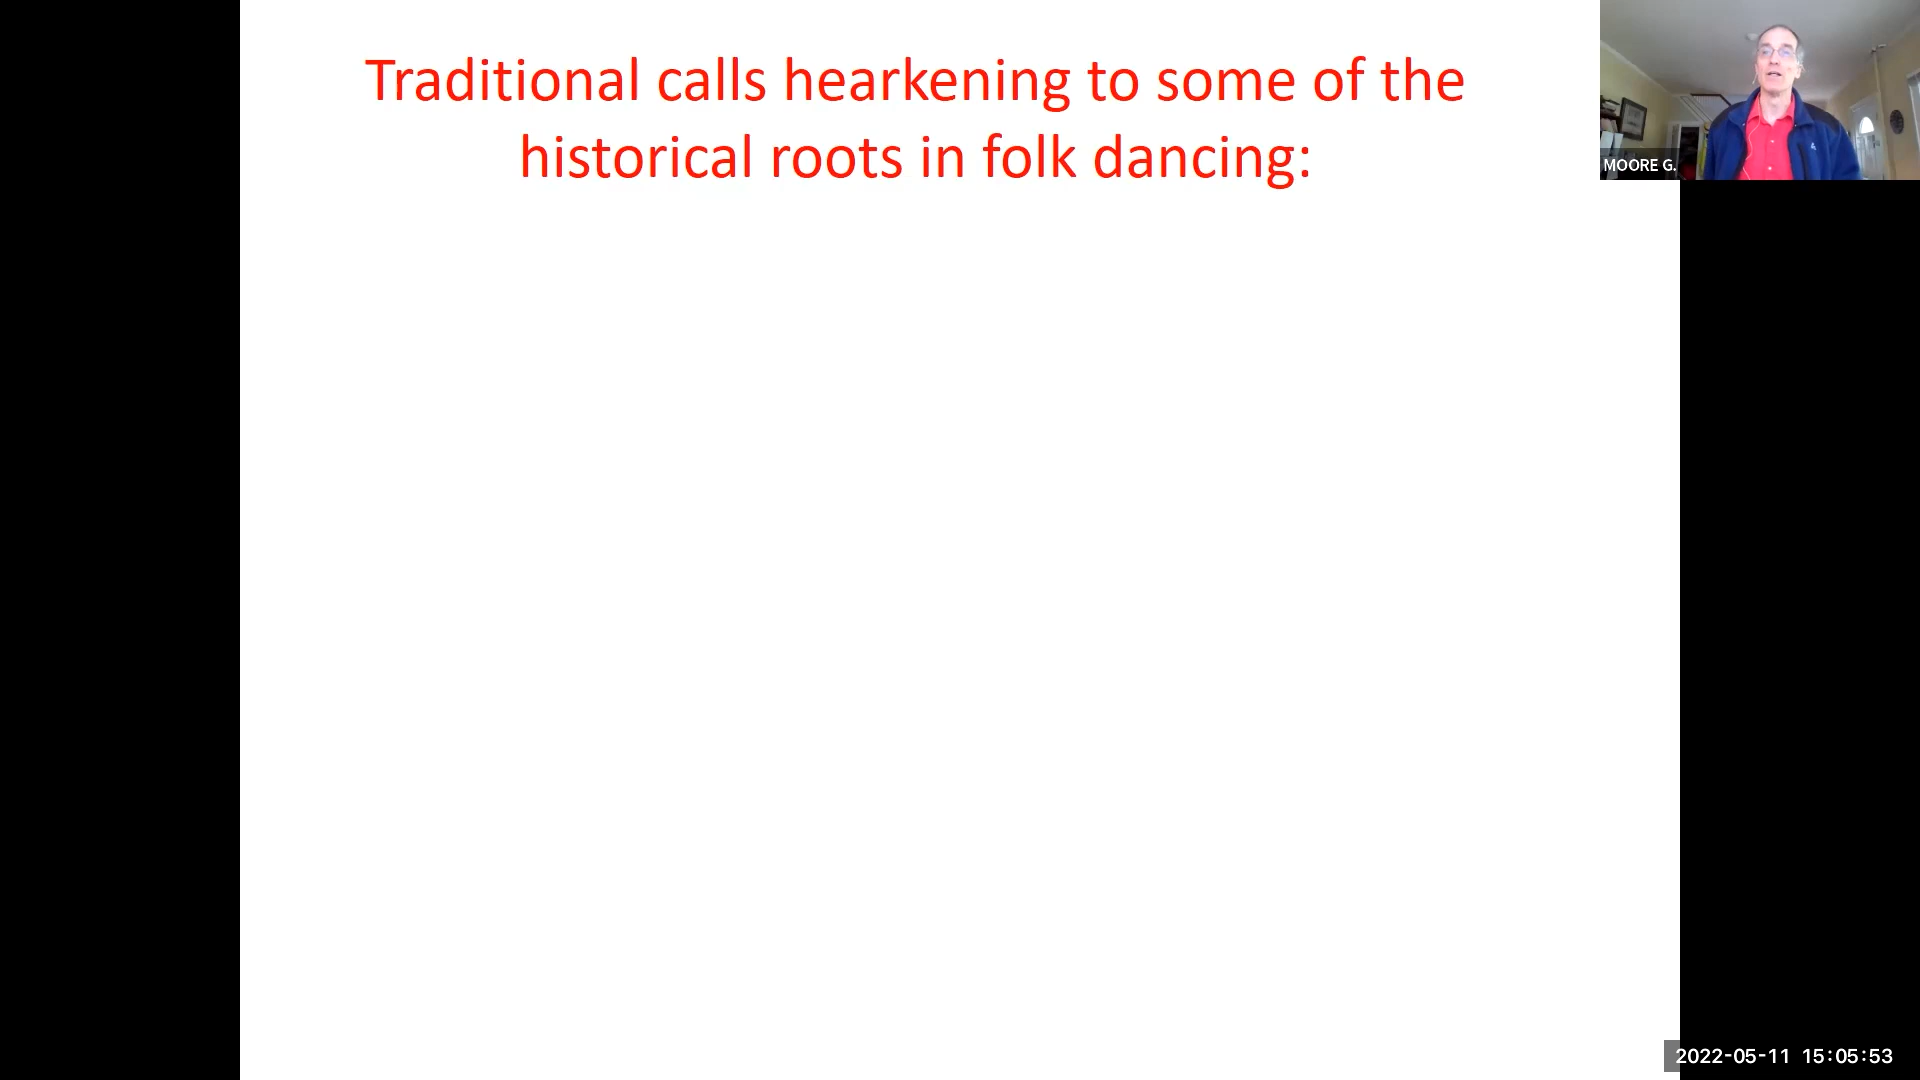 Traditional calls hearkening to some of the
historical roots in folk dancing:
MOORE G.
2022-05-11 15:05:53